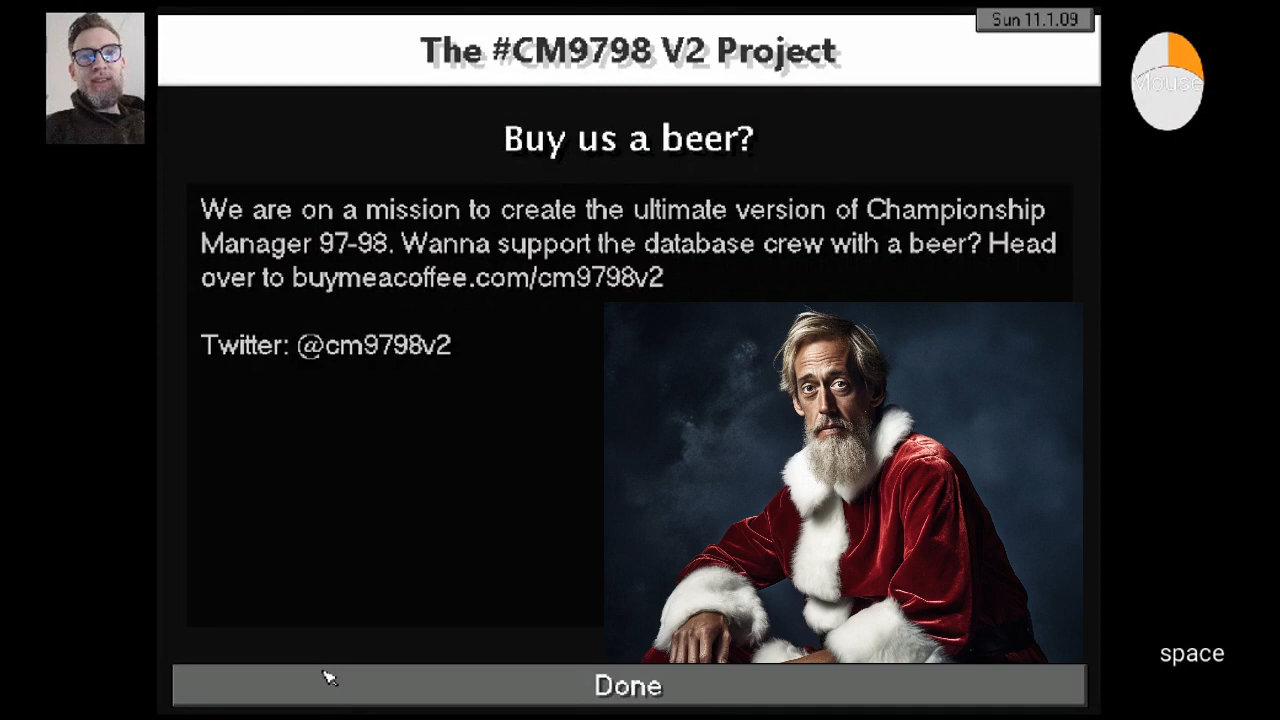 Sun 11.1.09
The #CM9798 V2 Project
Mouse
Buy us a beer?
We are on a mission to create the ultimate version of Championship
Manager 97-98. Wanna support the database crew with a beer? Head
over to buymeacoffee.com/cm9798v2
Twitter: @cm9798v2
space
Done